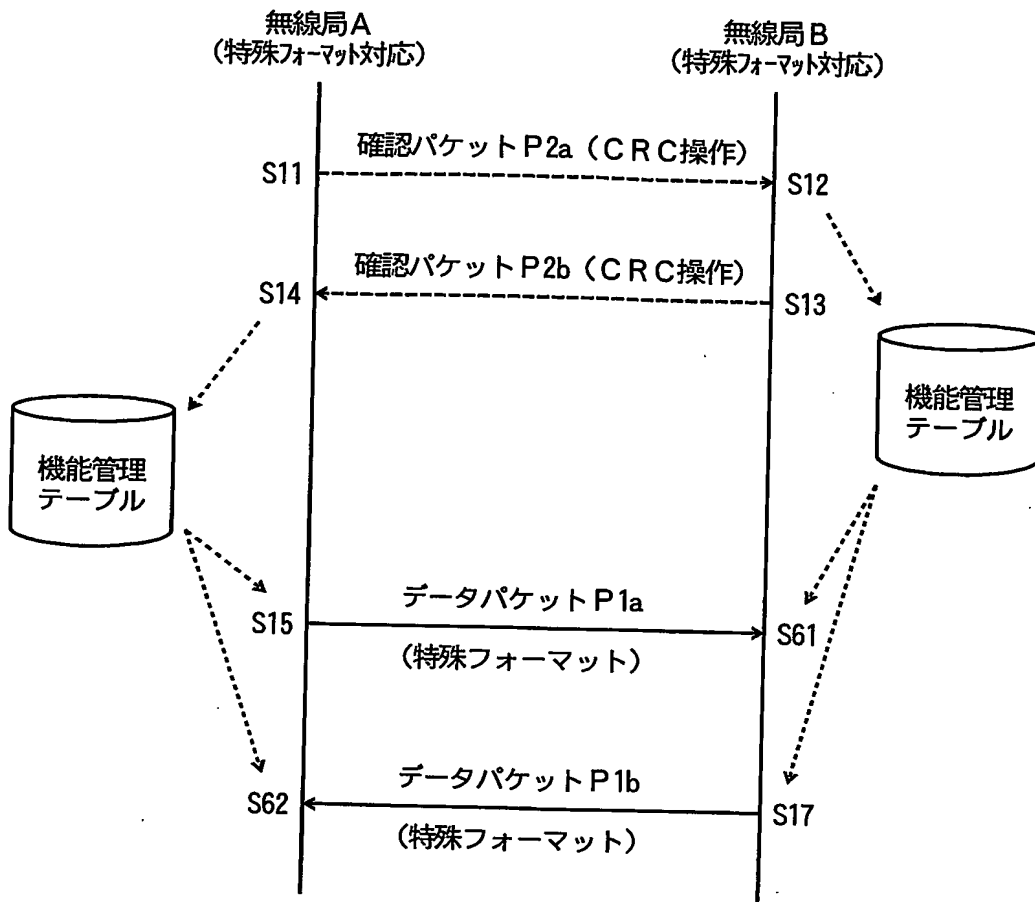 無線局A
(特殊フォーマット対応)
無線局B
(特殊フォーマット対応)
確認パケットP2a(CRC操作)
S11
S12
確認パケットP2b(CRC操作)
S14
S13
機能管理
テーブル
機能管理
テーブル
データパケットP1a
S15
S61
(特殊フォーマット)
データパケットP1b
S62
S17
(特殊フォーマット)